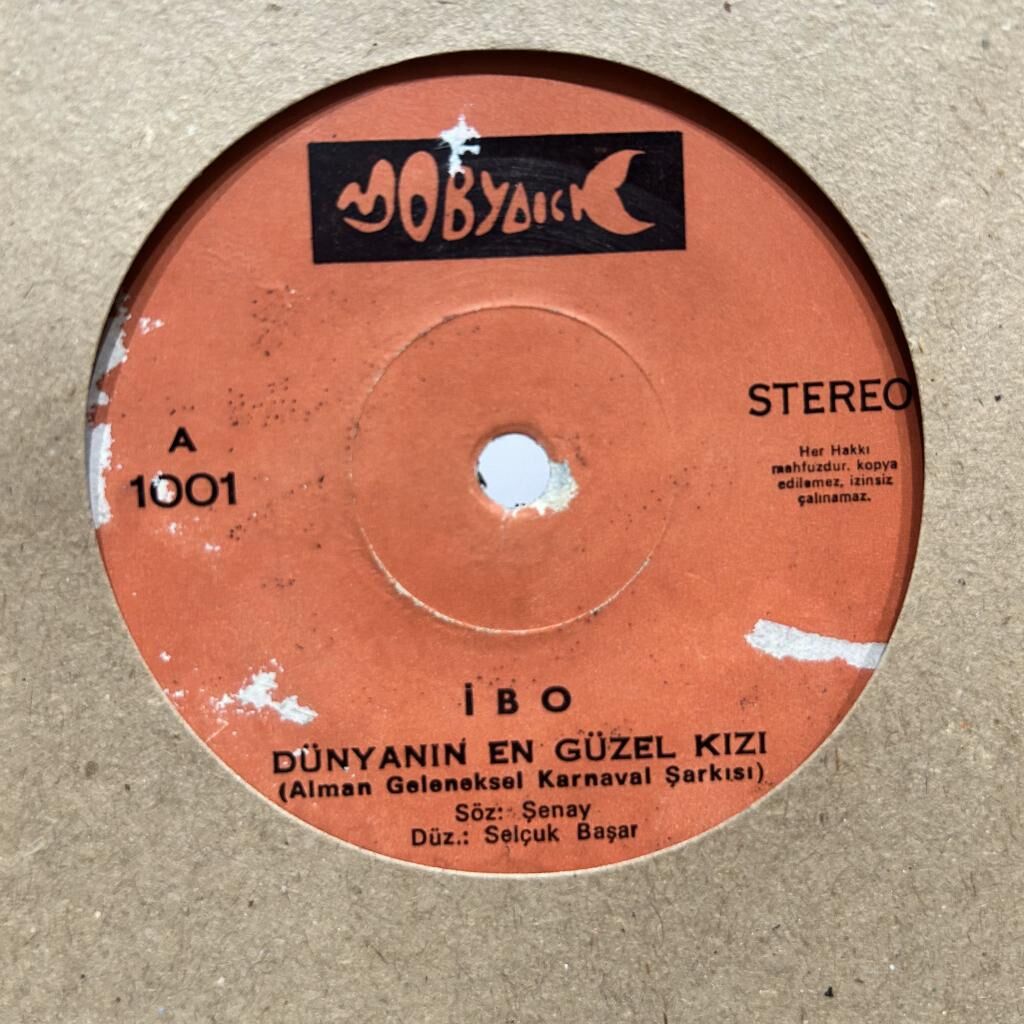 MOBYDICK
STEREO
A
1001
Her Hakkı
mahfuzdur. kopya
edilemez, izinsiz
çalınamaz.
İBO
DÜNYANIN EN GÜZEL KIZI
(Alman Geleneksel Karnaval Şarkısı)
Söz: Şenay
Düz.: Selçuk Başar